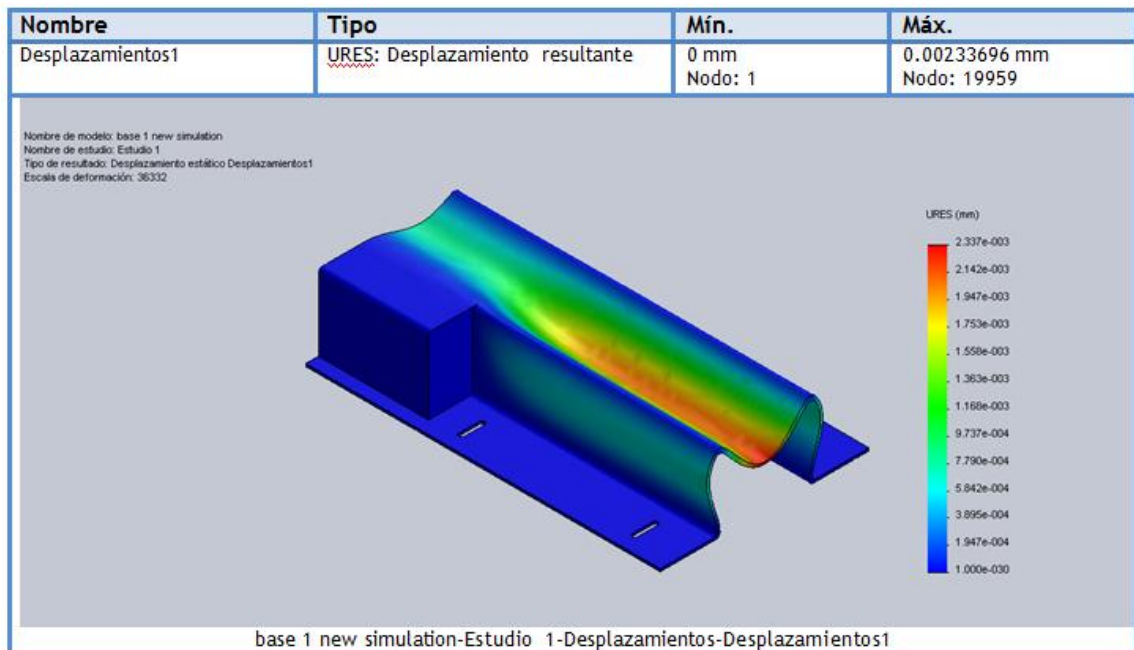 Nombre Tipo Mín. Máx.
Desplazamientos1 URES: Desplazamiento resultante 0 mm 0.00233696 mm
Nodo: 1 Nodo: 19959
Nombre de modelo: base 1 new simulation
Nombre de estudio: Estudio 1
Tipo de resultado: Desplazamiento estático Desplazamientos1
Escala de deformación: 36332
URES (mm)
2.337e-003
2.142e-003
1.947e-003
1.753e-003
1.558e-003
1.363e-003
1.168e-003
9.737e-004
7.790e-004
5.842e-004
3.895e-004
1.947e-004
1.000e-030
base 1 new simulation-Estudio 1-Desplazamientos-Desplazamientos1